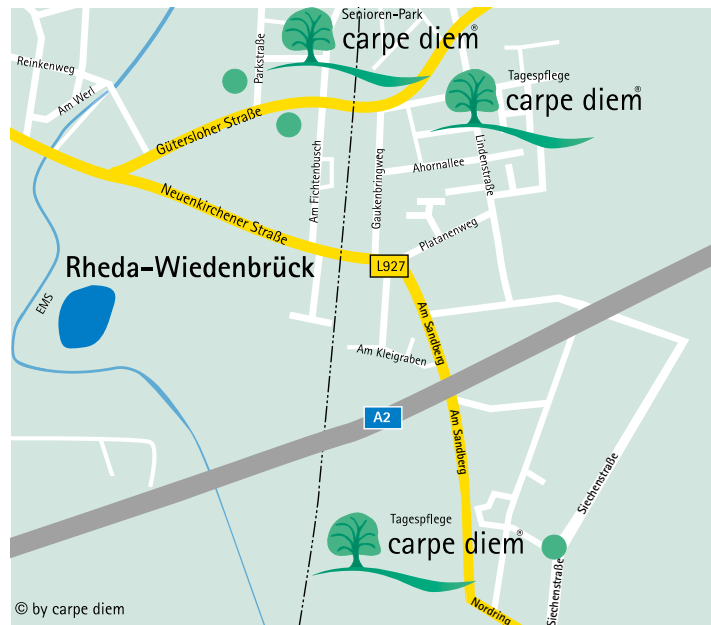 Senioren-Park
carpe diem®
Reinkenweg
Parkstraße
Tagespflege
carpe diem®
Am Werl
Gütersloher Straße
Am Fichtenbusch
Gaukenbringweg
Ahornallee
Lindenstraße
Neuenkirchener Straße
Platanenweg
Rheda-Wiedenbrück
L927
EMS
Am Sandberg
Am Kleigraben
A2
Am Sandberg
Siechenstraße
Tagespflege
carpe diem®
Siechenstraße
Nordring
© by carpe diem